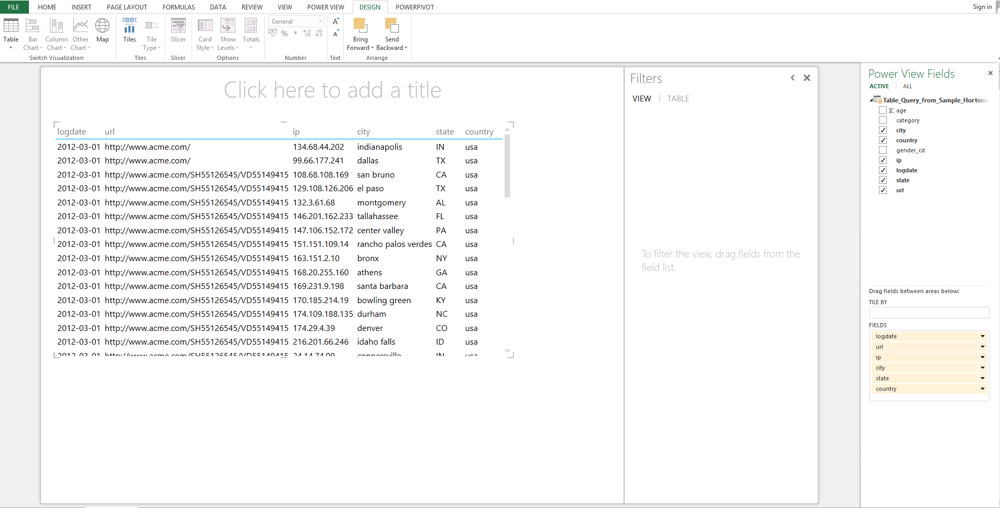 FILE HOME INSERT PAGE LAYOUT FORMULAS DATA REVIEW VIEW POWER VIEW DESIGN POWERPIVOT Sign in
Table Bar Chart Column Chart Other Chart Map
Switch Visualization
Tiles Tile Type
Tiles
Slicer
Slicer
Card Style Show Levels Totals
Options
General
% , .00 .00
Number
A A
Text
Bring Forward Send Backward
Arrange
Click here to add a title
logdate url ip city state country
2012-03-01 http://www.acme.com/ 134.68.44.202 indianapolis IN usa
2012-03-01 http://www.acme.com/ 99.66.177.241 dallas TX usa
2012-03-01 http://www.acme.com/SH55126545/VD55149415 108.68.108.169 san bruno CA usa
2012-03-01 http://www.acme.com/SH55126545/VD55149415 129.108.126.206 el paso TX usa
2012-03-01 http://www.acme.com/SH55126545/VD55149415 132.3.61.68 montgomery AL usa
2012-03-01 http://www.acme.com/SH55126545/VD55149415 146.201.162.233 tallahassee FL usa
2012-03-01 http://www.acme.com/SH55126545/VD55149415 147.106.152.172 center valley PA usa
2012-03-01 http://www.acme.com/SH55126545/VD55149415 151.151.109.14 rancho palos verdes CA usa
2012-03-01 http://www.acme.com/SH55126545/VD55149415 163.151.2.10 bronx NY usa
2012-03-01 http://www.acme.com/SH55126545/VD55149415 168.20.255.160 athens GA usa
2012-03-01 http://www.acme.com/SH55126545/VD55149415 169.231.9.198 santa barbara CA usa
2012-03-01 http://www.acme.com/SH55126545/VD55149415 170.185.214.19 bowling green KY usa
2012-03-01 http://www.acme.com/SH55126545/VD55149415 174.109.188.135 durham NC usa
2012-03-01 http://www.acme.com/SH55126545/VD55149415 174.29.4.39 denver CO usa
2012-03-01 http://www.acme.com/SH55126545/VD55149415 216.201.66.246 idaho falls ID usa
2012-03-01 http://www.acme.com/SH55126545/VD55149415 24.14.74.99 connersville IN usa
Filters
VIEW | TABLE
To filter the view, drag fields from the
field list.
Power View Fields
ACTIVE ALL
Table_Query_from_Sample_Horton
Σ age
category
city
country
gender_cd
ip
logdate
state
url
Drag fields between areas below:
TILE BY
FIELDS
logdate
url
ip
city
state
country